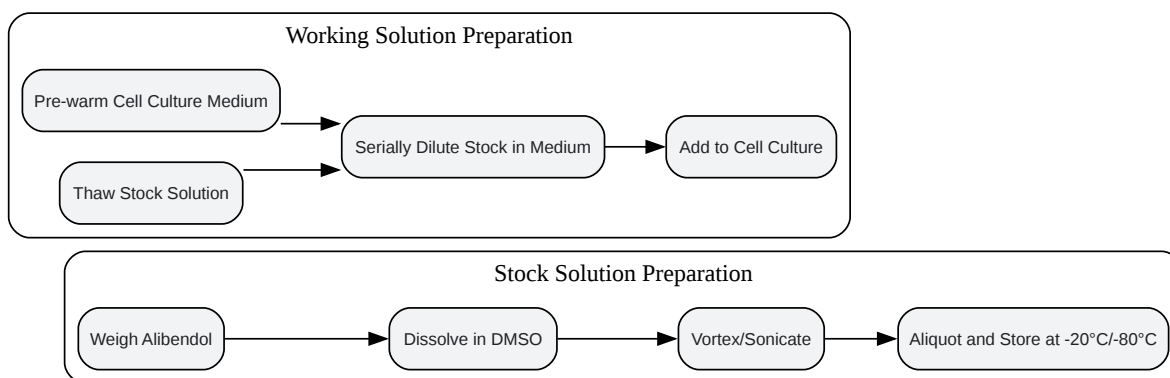 Working Solution Preparation
Pre-warm Cell Culture Medium
Thaw Stock Solution
Serially Dilute Stock in Medium
Add to Cell Culture
Stock Solution Preparation
Weigh Alibendol
Dissolve in DMSO
Vortex/Sonicate
Aliquot and Store at -20°C/-80°C